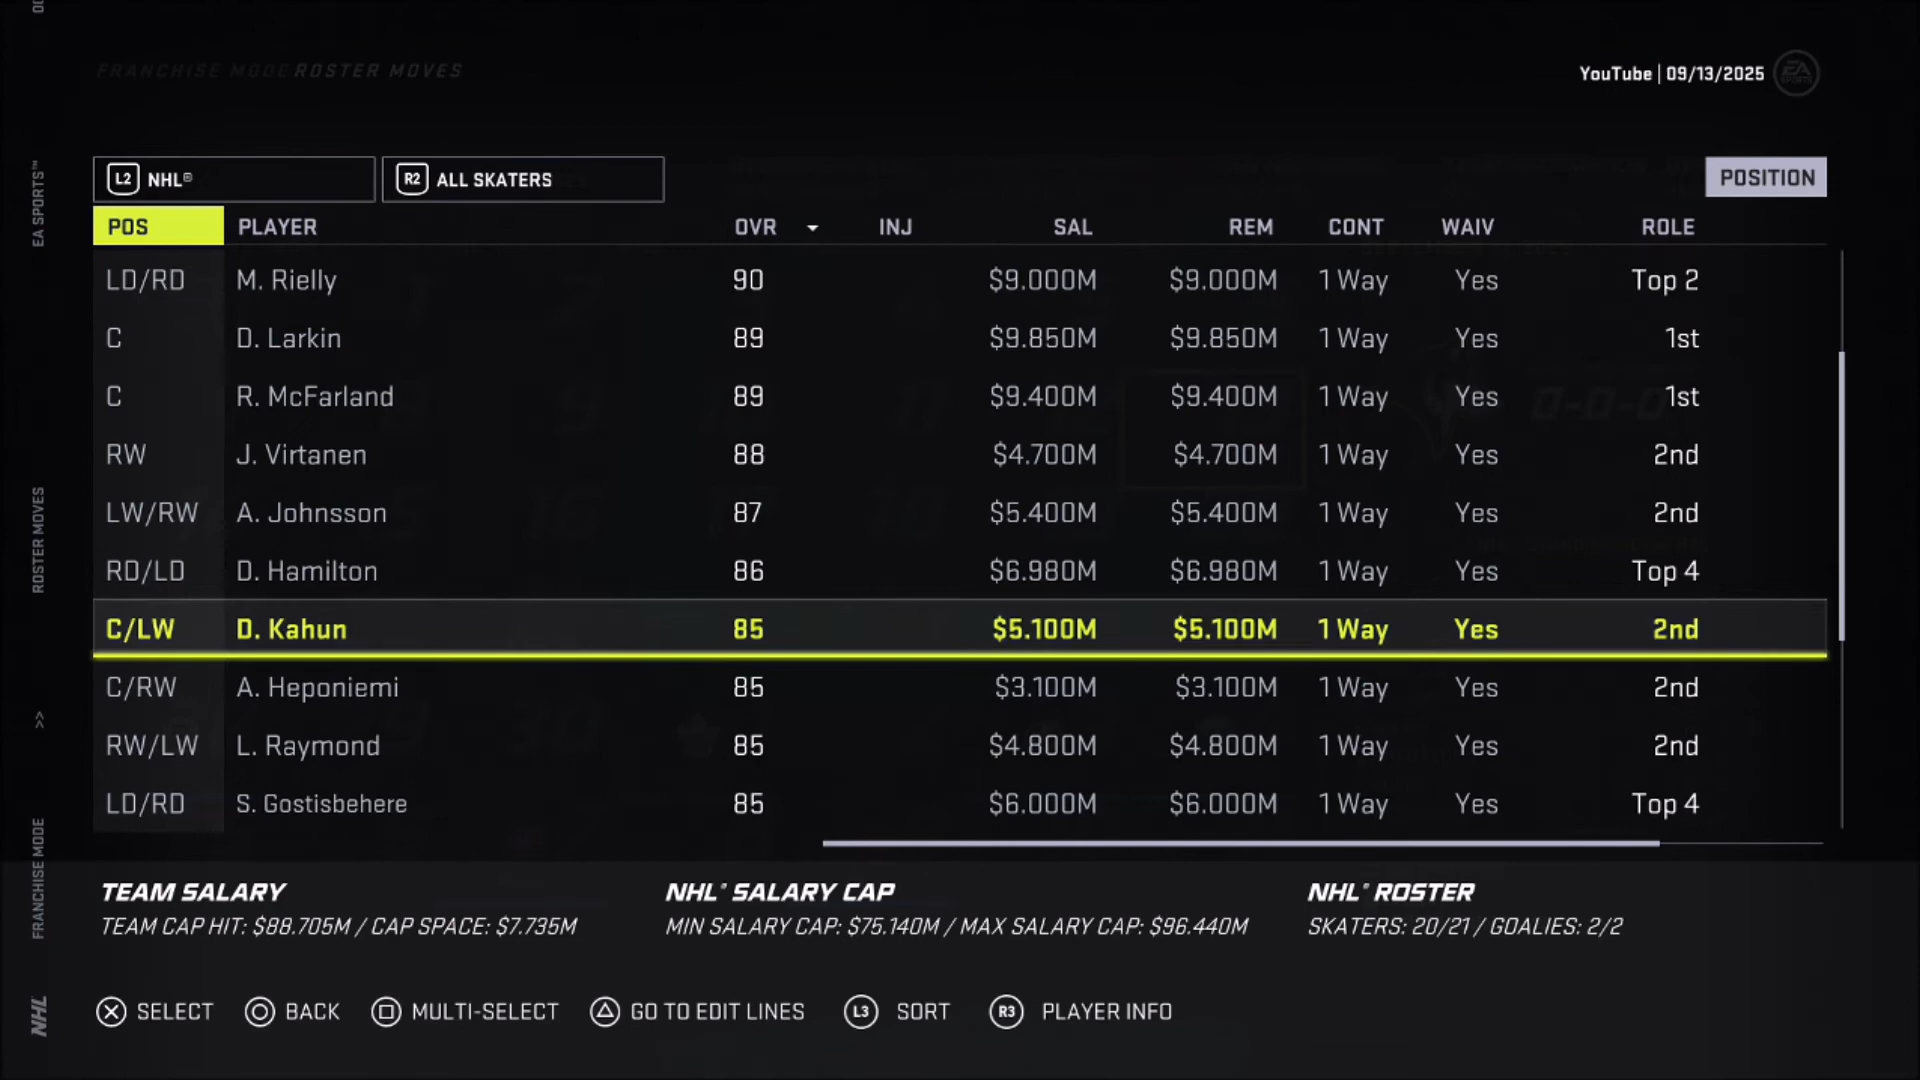 FRANCHISE MODE ROSTER MOVES
YouTube | 09/13/2025
L2 NHL
R2 ALL SKATERS
POSITION
POS PLAYER OVR INJ SAL REM CONT WAIV ROLE
LD/RD M. Rielly 90 $9.000M $9.000M 1 Way Yes Top 2
C D. Larkin 89 $9.850M $9.850M 1 Way Yes 1st
C R. McFarland 89 $9.400M $9.400M 1 Way Yes 1st
RW J. Virtanen 88 $4.700M $4.700M 1 Way Yes 2nd
LW/RW A. Johnsson 87 $5.400M $5.400M 1 Way Yes 2nd
RD/LD D. Hamilton 86 $6.980M $6.980M 1 Way Yes Top 4
C/LW D. Kahun 85 $5.100M $5.100M 1 Way Yes 2nd
C/RW A. Heponiemi 85 $3.100M $3.100M 1 Way Yes 2nd
RW/LW L. Raymond 85 $4.800M $4.800M 1 Way Yes 2nd
LD/RD S. Gostisbehere 85 $6.000M $6.000M 1 Way Yes Top 4
TEAM SALARY
TEAM CAP HIT: $88.705M / CAP SPACE: $7.735M
NHL® SALARY CAP
MIN SALARY CAP: $75.140M / MAX SALARY CAP: $96.440M
NHL® ROSTER
SKATERS: 20/21 / GOALIES: 2/2
SELECT BACK MULTI-SELECT GO TO EDIT LINES L3 SORT R3 PLAYER INFO
NHL FRANCHISE MODE >> ROSTER MOVES EA SPORTS™
0-0-0